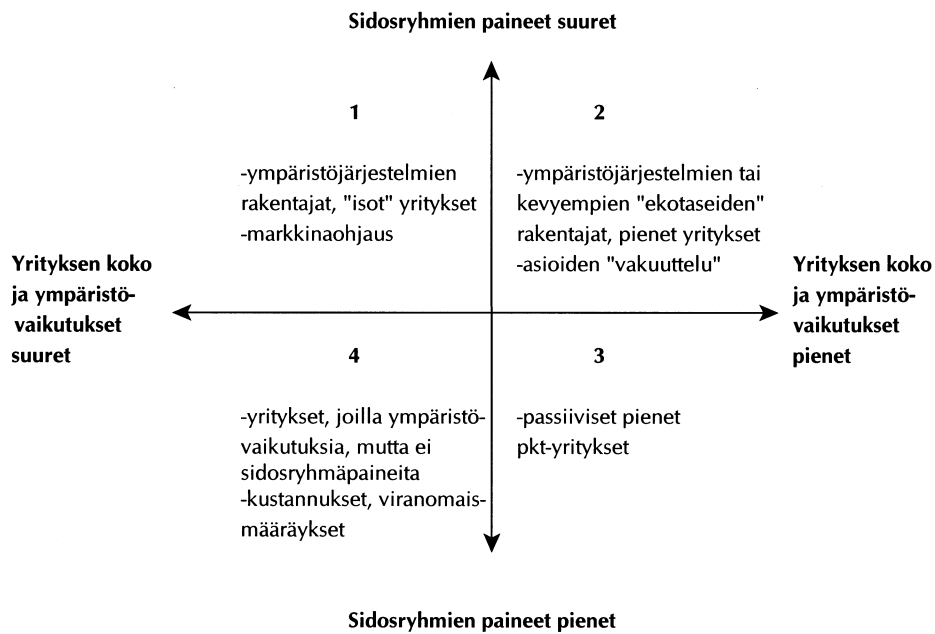 Sidosryhmien paineet suuret
1
-ympäristöjärjestelmien
rakentajat, "isot" yritykset
-markkinaohjaus
2
-ympäristöjärjestelmien tai
kevyempien "ekotaseiden"
rakentajat, pienet yritykset
-asioiden "vakuuttelu"
Yrityksen koko
ja ympäristö-
vaikutukset
suuret
Yrityksen koko
ja ympäristö-
vaikutukset
pienet
4
-yritykset, joilla ympäristö-
vaikutuksia, mutta ei
sidosryhmäpaineita
-kustannukset, viranomais-
määräykset
3
-passiiviset pienet
pkt-yritykset
Sidosryhmien paineet pienet